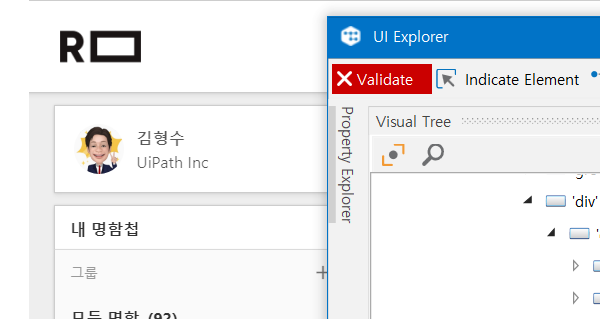 R
UI Explorer
Validate
Indicate Element
김형수
UiPath Inc
Property Explorer
Visual Tree
내 명함첩
그룹
모든 명함 (92)
'div'